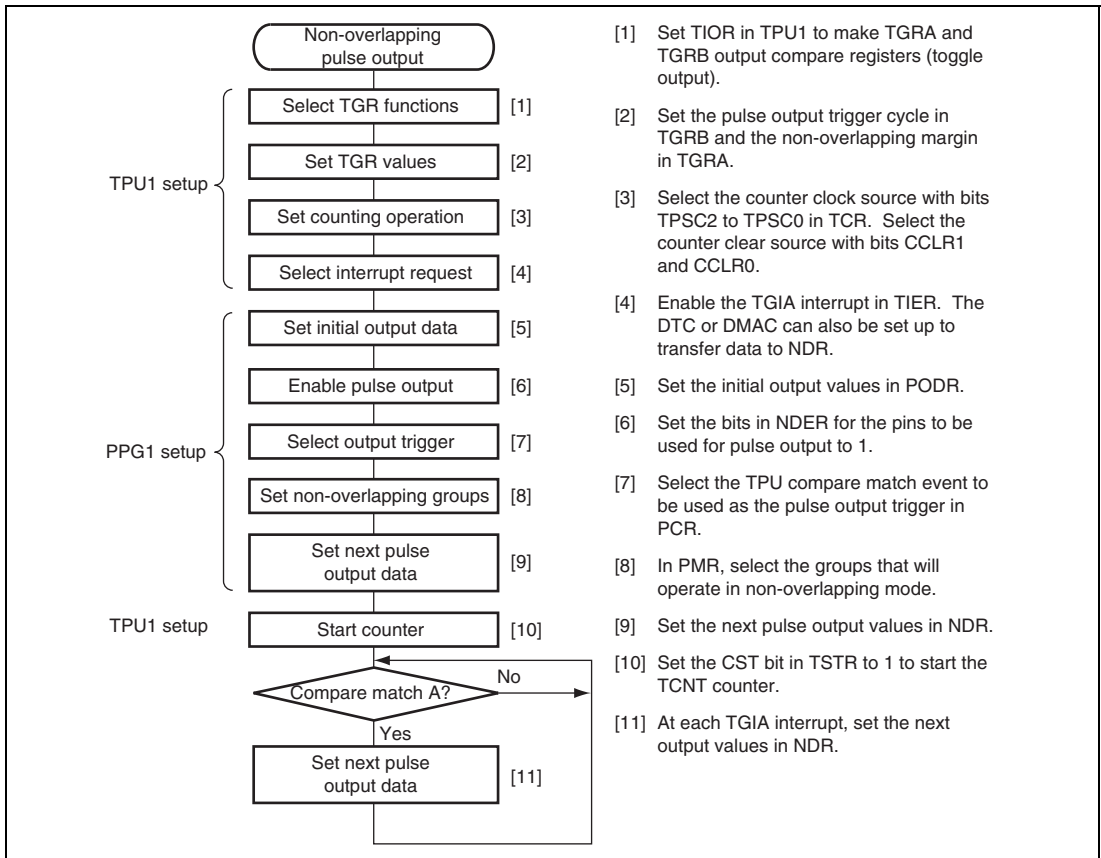 Non-overlapping
pulse output
TPU1 setup
Select TGR functions [1]
Set TGR values [2]
Set counting operation [3]
Select interrupt request [4]
PPG1 setup
Set initial output data [5]
Enable pulse output [6]
Select output trigger [7]
Set non-overlapping groups [8]
Set next pulse
output data
[9]
TPU1 setup
Start counter [10]
Compare match A?
No
Yes
Set next pulse
output data
[11]
[1] Set TIOR in TPU1 to make TGRA and
TGRB output compare registers (toggle
output).
[2] Set the pulse output trigger cycle in
TGRB and the non-overlapping margin
in TGRA.
[3] Select the counter clock source with bits
TPSC2 to TPSC0 in TCR. Select the
counter clear source with bits CCLR1
and CCLR0.
[4] Enable the TGIA interrupt in TIER. The
DTC or DMAC can also be set up to
transfer data to NDR.
[5] Set the initial output values in PODR.
[6] Set the bits in NDER for the pins to be
used for pulse output to 1.
[7] Select the TPU compare match event to
be used as the pulse output trigger in
PCR.
[8] In PMR, select the groups that will
operate in non-overlapping mode.
[9] Set the next pulse output values in NDR.
[10] Set the CST bit in TSTR to 1 to start the
TCNT counter.
[11] At each TGIA interrupt, set the next
output values in NDR.